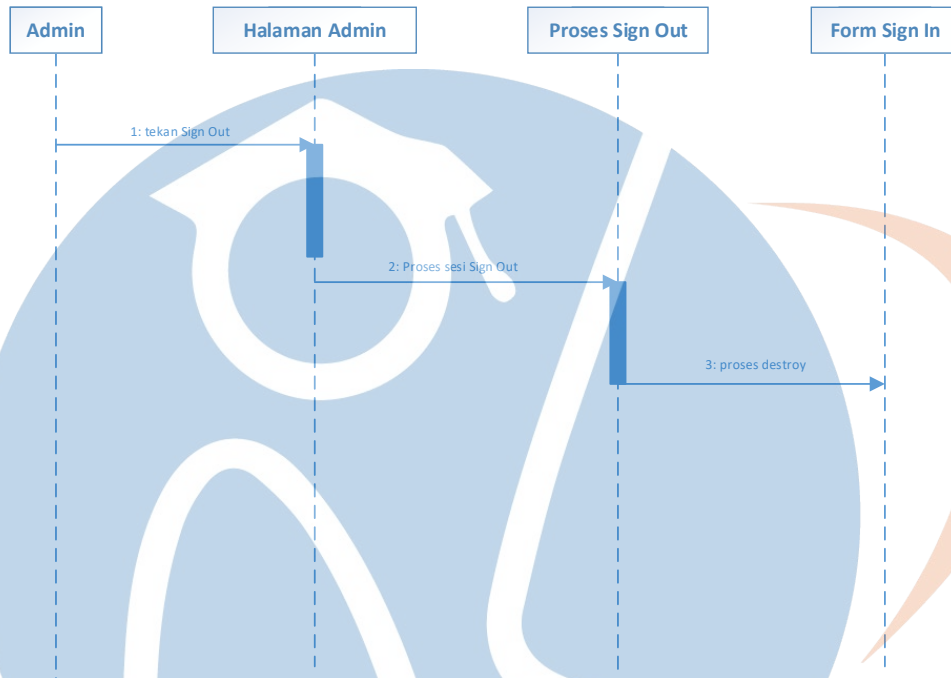 Admin
Halaman Admin
Proses Sign Out
Form Sign In
1: tekan Sign Out
2: Proses sesi Sign Out
3: proses destroy